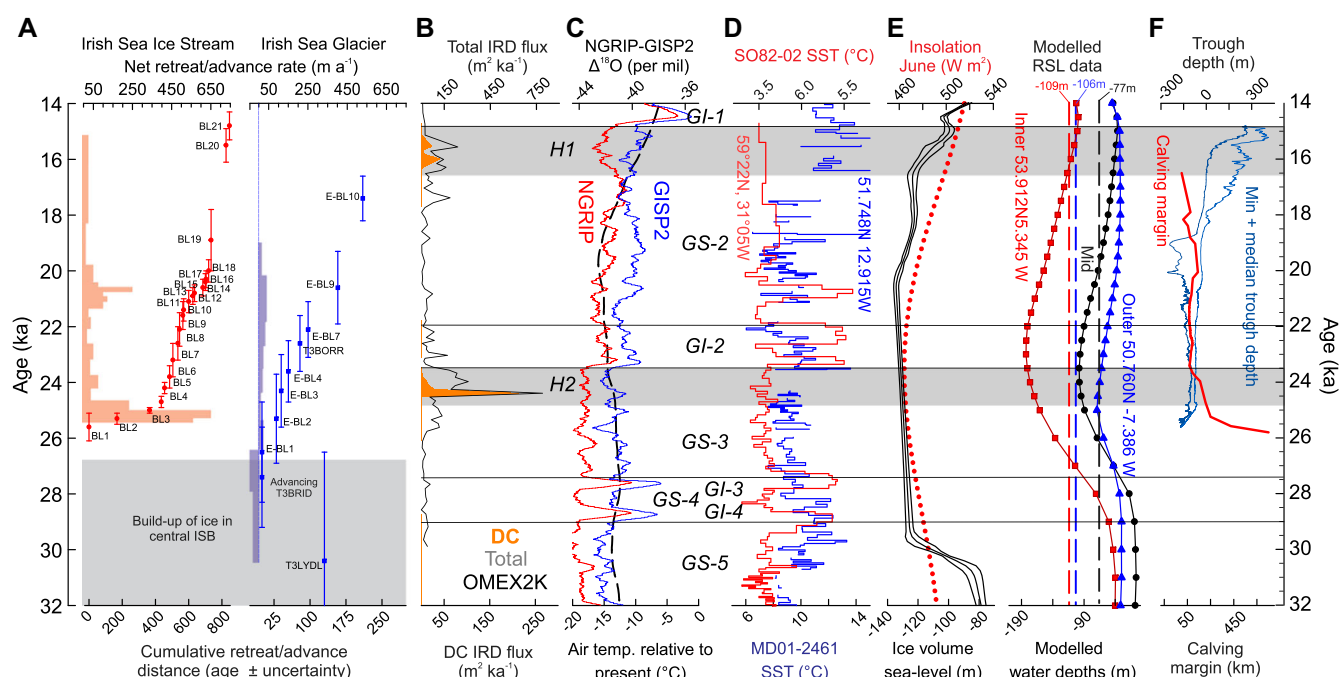 A
Irish Sea Ice Stream
Irish Sea Glacier
Net retreat/advance rate (m a⁻¹)
50 250 450 650
50 150 250
Age (ka)
14
16
18
20
22
24
26
28
30
32
BL21
BL20
BL19
BL18
BL17
BL16
BL15
BL14
BL13
BL12
BL11
BL10
BL9
BL8
BL7
BL6
BL5
BL4
BL3
BL2
BL1
E-BL10
E-BL9
E-BL7
T3BORR
E-BL4
E-BL3
E-BL2
E-BL1
Advancing
T3BRID
T3LYDL
Build-up of ice in
central ISB
0 200 400 600 800
25 75 125 175 250
Cumulative retreat/advance
distance (age ± uncertainty)
B
Total IRD flux
(m² ka⁻¹)
150 450 750
DC
Total
OMEX2K
0 50 150 250
DC IRD flux
(m² ka⁻¹)
C
NGRIP-GISP2
Δ¹⁸O (per mil)
-44 -40 -36
NGRIP
GISP2
H1
H2
-20 -15 -10 -5 0
Air temp. relative to
present (°C)
GI-1
GS-2
GI-2
GS-3
GI-3
GS-4
GI-4
GS-5
D
SO82-02 SST (°C)
3.5 6.0 5.5
59°22N, 31°05W
51.748N 12.915W
6 8 10 12 14
MD01-2461
SST (°C)
E
Insolation
June (W m²)
460 500 540
-140 -120 -100 -80 -60
Ice volume
sea-level (m)
Modelled
RSL data
-109m
-106m
-77m
Inner 53.912N5.345 W
Mid
Outer 50.760N -7.386 W
-190 -90
Modelled
water depths (m)
F
Trough
depth (m)
-300 0 300
Calving margin
Min + median trough depth
50 450
Calving
margin (km)
14
16
18
20
22
24
26
28
30
32
Age (ka)